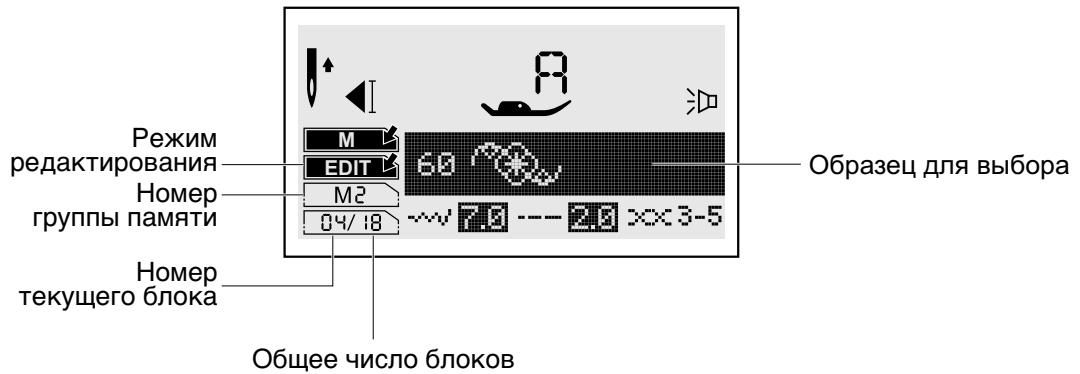 A
M
EDIT
M2
04/18
60
7.0
2.0
3-5
Режим
редактирования
Номер
группы памяти
Номер
текущего блока
Общее число блоков
Образец для выбора